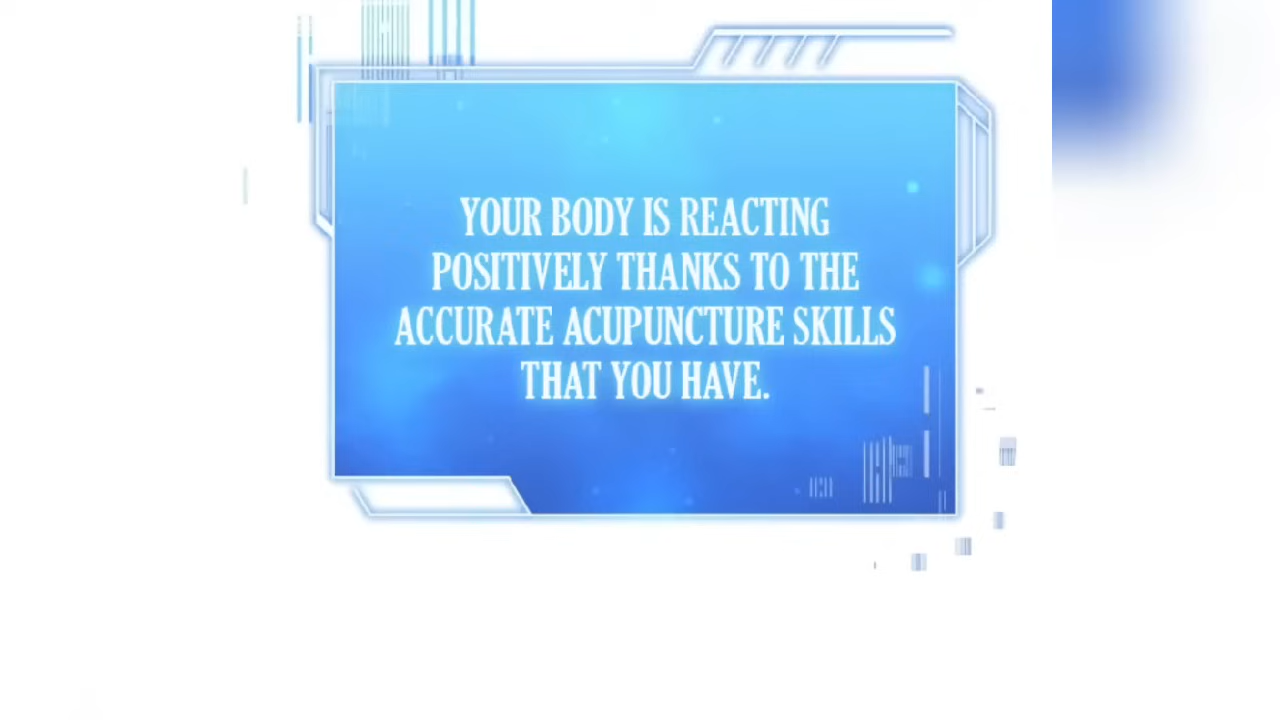 YOUR BODY IS REACTING
POSITIVELY THANKS TO THE
ACCURATE ACUPUNCTURE SKILLS
THAT YOU HAVE.